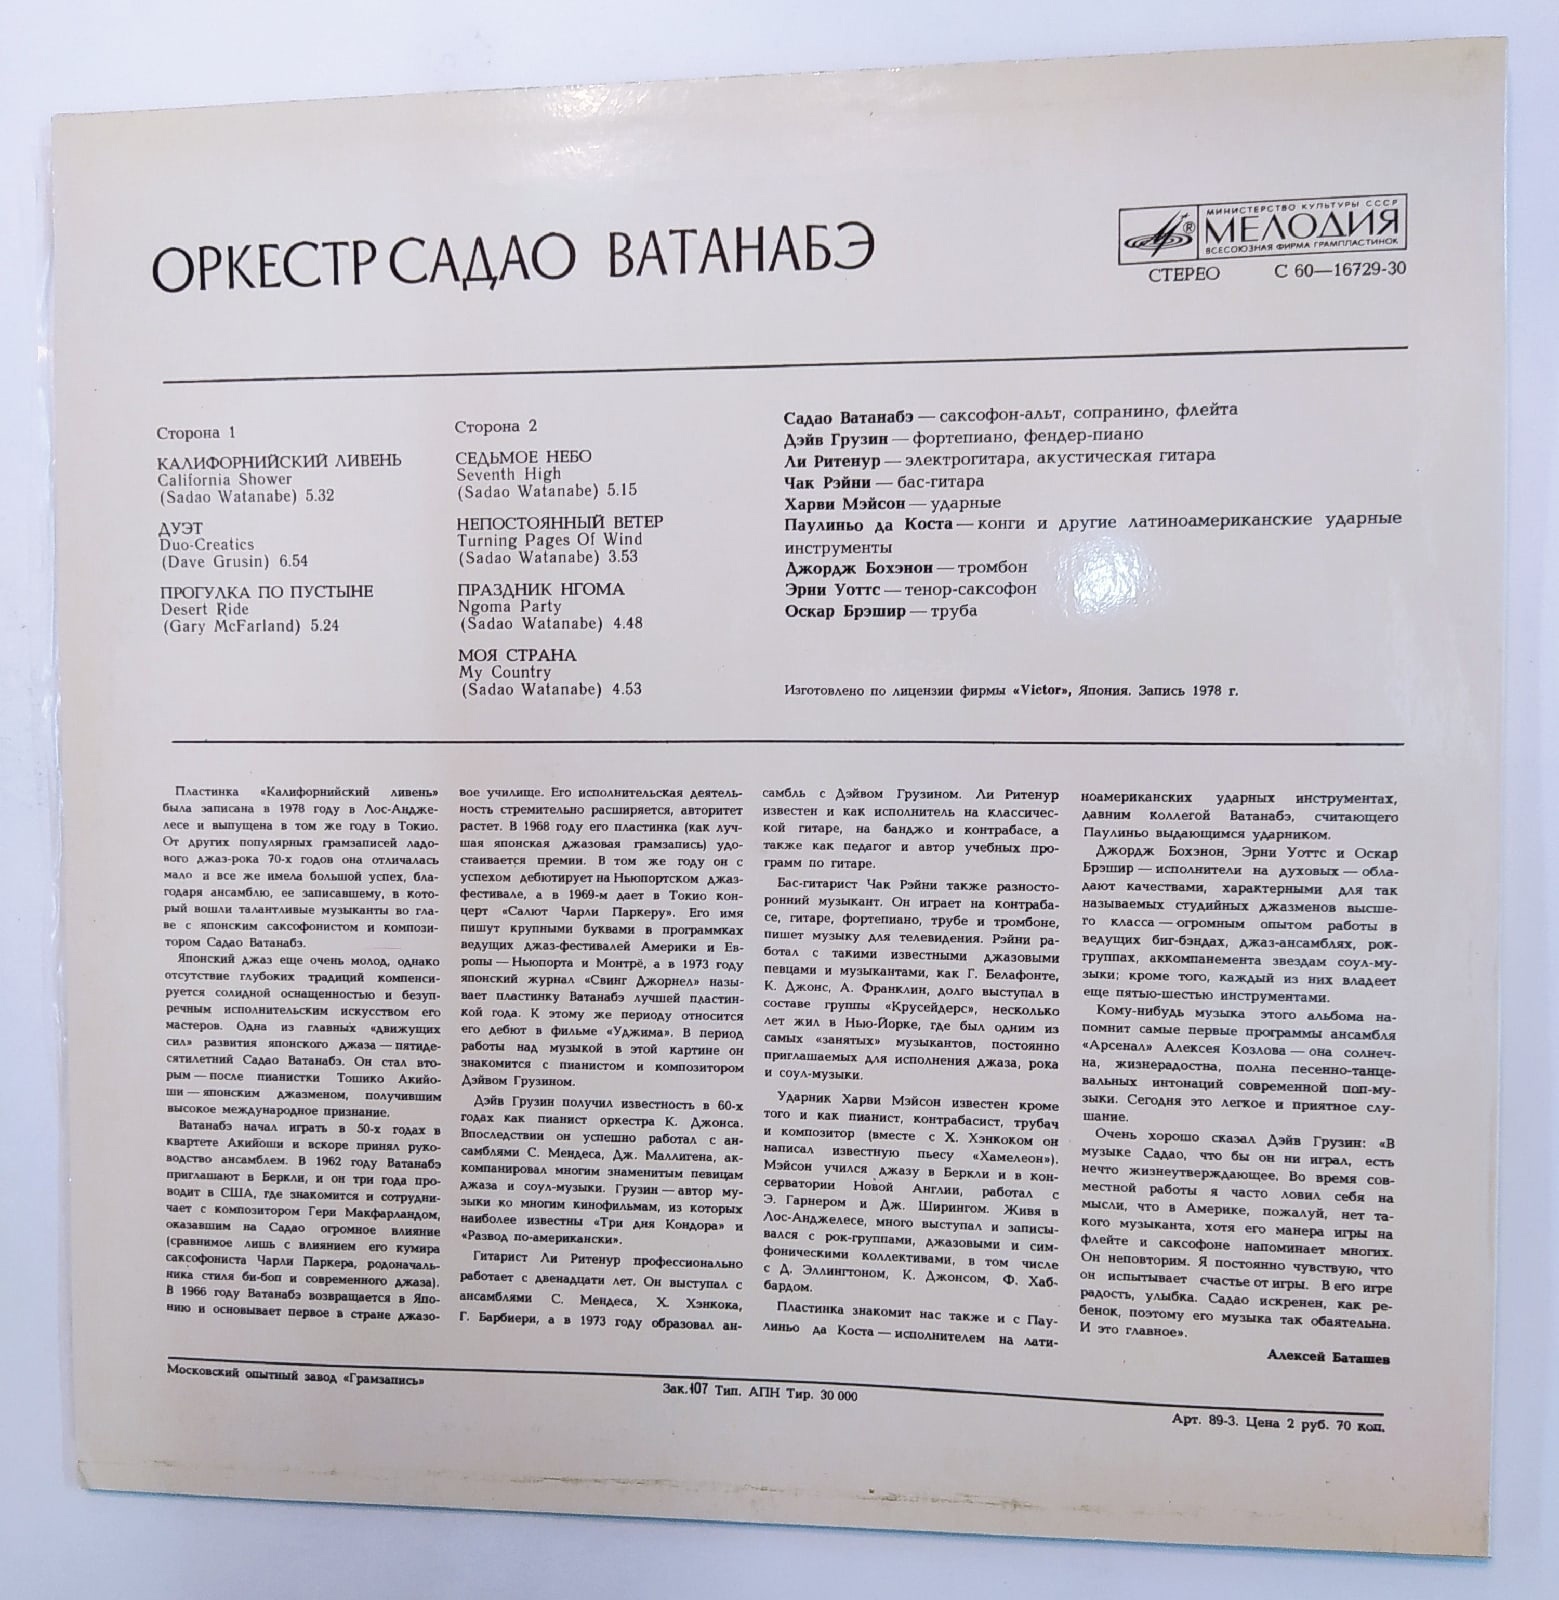 ОРКЕСТР САДАО ВАТАНАБЭ
МИНИСТЕРСТВО КУЛЬТУРЫ СССР
МЕЛОДИЯ
ВСЕСОЮЗНАЯ ФИРМА ГРАМПЛАСТИНОК
СТЕРЕО С 60—16729-30
Сторона 1
КАЛИФОРНИЙСКИЙ ЛИВЕНЬ
California Shower
(Sadao Watanabe) 5.32
ДУЭТ
Duo-Creatics
(Dave Grusin) 6.54
ПРОГУЛКА ПО ПУСТЫНЕ
Desert Ride
(Gary McFarland) 5.24
Сторона 2
СЕДЬМОЕ НЕБО
Seventh High
(Sadao Watanabe) 5.15
НЕПОСТОЯННЫЙ ВЕТЕР
Turning Pages Of Wind
(Sadao Watanabe) 3.53
ПРАЗДНИК НГОМА
Ngoma Party
(Sadao Watanabe) 4.48
МОЯ СТРАНА
My Country
(Sadao Watanabe) 4.53
Садао Ватанабэ — саксофон-альт, сопранино, флейта
Дэйв Грузин — фортепиано, фендер-пиано
Ли Ритенур — электрогитара, акустическая гитара
Чак Рэйни — бас-гитара
Харви Мэйсон — ударные
Паулиньо да Коста — конги и другие латиноамериканские ударные
инструменты
Джордж Бохэнон — тромбон
Эрни Уоттс — тенор-саксофон
Оскар Брэшир — труба
Изготовлено по лицензии фирмы «Victor», Япония. Запись 1978 г.
Пластинка «Калифорнийский ливень»
была записана в 1978 году в Лос-Андже-
лесе и выпущена в том же году в Токио.
От других популярных грамзаписей ладо-
вого джаз-рока 70-х годов она отличалась
мало и все же имела большой успех, бла-
годаря ансамблю, ее записавшему, в кото-
рый вошли талантливые музыканты во гла-
ве с японским саксофонистом и компози-
тором Садао Ватанабэ.
Японский джаз еще очень молод, однако
отсутствие глубоких традиций компенси-
руется солидной оснащенностью и безуп-
речным исполнительским искусством его
мастеров. Одна из главных «движущих
сил» развития японского джаза — пятиде-
сятилетний Садао Ватанабэ. Он стал вто-
рым — после пианистки Тошико Акийо-
ши — японским джазменом, получившим
высокое международное признание.
Ватанабэ начал играть в 50-х годах в
квартете Акийоши и вскоре принял руко-
водство ансамблем. В 1962 году Ватанабэ
приглашают в Беркли, и он три года про-
водит в США, где знакомится и сотрудни-
чает с композитором Гери Макфарландом,
оказавшим на Садао огромное влияние
(сравнимое лишь с влиянием его кумира
саксофониста Чарли Паркера, родоначаль-
ника стиля би-боп и современного джаза).
В 1966 году Ватанабэ возвращается в Япо-
нию и основывает первое в стране джазо-
вое училище. Его исполнительская деятель-
ность стремительно расширяется, авторитет
растет. В 1968 году его пластинка (как луч-
шая японская джазовая грамзапись) удо-
стаивается премии. В том же году он с
успехом дебютирует на Ньюпортском джаз-
фестивале, а в 1969-м дает в Токио кон-
церт «Салют Чарли Паркеру». Его имя
пишут крупными буквами в программках
ведущих джаз-фестивалей Америки и Ев-
ропы — Ньюпорта и Монтрё, а в 1973 году
японский журнал «Свинг Джорнел» назы-
вает пластинку Ватанабэ лучшей пластин-
кой года. К этому же периоду относится
его дебют в фильме «Уджима». В период
работы над музыкой в этой картине он
знакомится с пианистом и композитором
Дэйвом Грузином.
Дэйв Грузин получил известность в 60-х
годах как пианист оркестра К. Джонса.
Впоследствии он успешно работал с ан-
самблями С. Мендеса, Дж. Маллигена, ак-
компанировал многим знаменитым певицам
джаза и соул-музыки. Грузин — автор му-
зыки ко многим кинофильмам, из которых
наиболее известны «Три дня Кондора» и
«Развод по-американски».
Гитарист Ли Ритенур профессионально
работает с двенадцати лет. Он выступал с
ансамблями С. Мендеса, Х. Хэнкока,
Г. Барбиери, а в 1973 году образовал ан-
самбль с Дэйвом Грузином. Ли Ритенур
известен и как исполнитель на классичес-
кой гитаре, на банджо и контрабасе, а
также как педагог и автор учебных про-
грамм по гитаре.
Бас-гитарист Чак Рэйни также разносто-
ронний музыкант. Он играет на контраба-
се, гитаре, фортепиано, трубе и тромбоне,
пишет музыку для телевидения. Рэйни ра-
ботал с такими известными джазовыми
певцами и музыкантами, как Г. Белафонте,
К. Джонс, А. Франклин, долго выступал в
составе группы «Крусейдерс», несколько
лет жил в Нью-Йорке, где был одним из
самых «занятых» музыкантов, постоянно
приглашаемых для исполнения джаза, рока
и соул-музыки.
Ударник Харви Мэйсон известен кроме
того и как пианист, контрабасист, трубач
и композитор (вместе с Х. Хэнкоком он
написал известную пьесу «Хамелеон»).
Мэйсон учился джазу в Беркли и в кон-
серватории Новой Англии, работал с
Э. Гарнером и Дж. Ширингом. Живя в
Лос-Анджелесе, много выступал и записы-
вался с рок-группами, джазовыми и сим-
фоническими коллективами, в том числе
с Д. Эллингтоном, К. Джонсом, Ф. Хаб-
бардом.
Пластинка знакомит нас также и с Пау-
линьо да Коста — исполнителем на лати-
ноамериканских ударных инструментах,
давним коллегой Ватанабэ, считающего
Паулиньо выдающимся ударником.
Джордж Бохэнон, Эрни Уоттс и Оскар
Брэшир — исполнители на духовых — обла-
дают качествами, характерными для так
называемых студийных джазменов высше-
го класса — огромным опытом работы в
ведущих биг-бэндах, джаз-ансамблях, рок-
группах, аккомпанемента звездам соул-му-
зыки; кроме того, каждый из них владеет
еще пятью-шестью инструментами.
Кому-нибудь музыка этого альбома на-
помнит самые первые программы ансамбля
«Арсенал» Алексея Козлова — она солнеч-
на, жизнерадостна, полна песенно-танце-
вальных интонаций современной поп-му-
зыки. Сегодня это легкое и приятное слу-
шание.
Очень хорошо сказал Дэйв Грузин: «В
музыке Садао, что бы он ни играл, есть
нечто жизнеутверждающее. Во время сов-
местной работы я часто ловил себя на
мысли, что в Америке, пожалуй, нет та-
кого музыканта, хотя его манера игры на
флейте и саксофоне напоминает многих.
Он неповторим. Я постоянно чувствую, что
он испытывает счастье от игры. В его игре
радость, улыбка. Садао искренен, как ре-
бенок, поэтому его музыка так обаятельна.
И это главное».
Алексей Баташев
Московский опытный завод «Грамзапись»
Зак. 107 Тип. АПН Тир. 30 000
Арт. 89-3. Цена 2 руб. 70 коп.